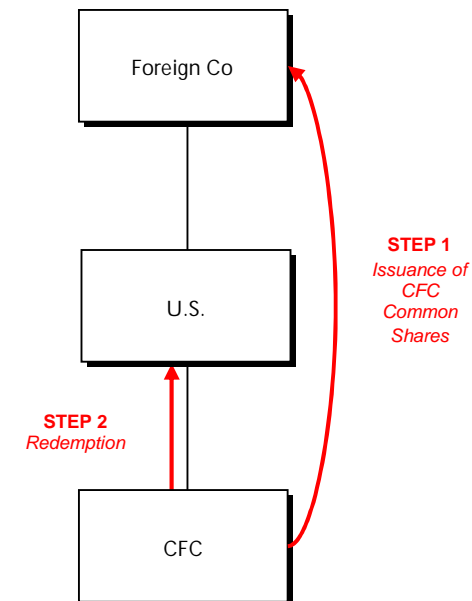 Foreign Co
STEP 1
Issuance of
CFC
Common
Shares
U.S.
STEP 2
Redemption
CFC